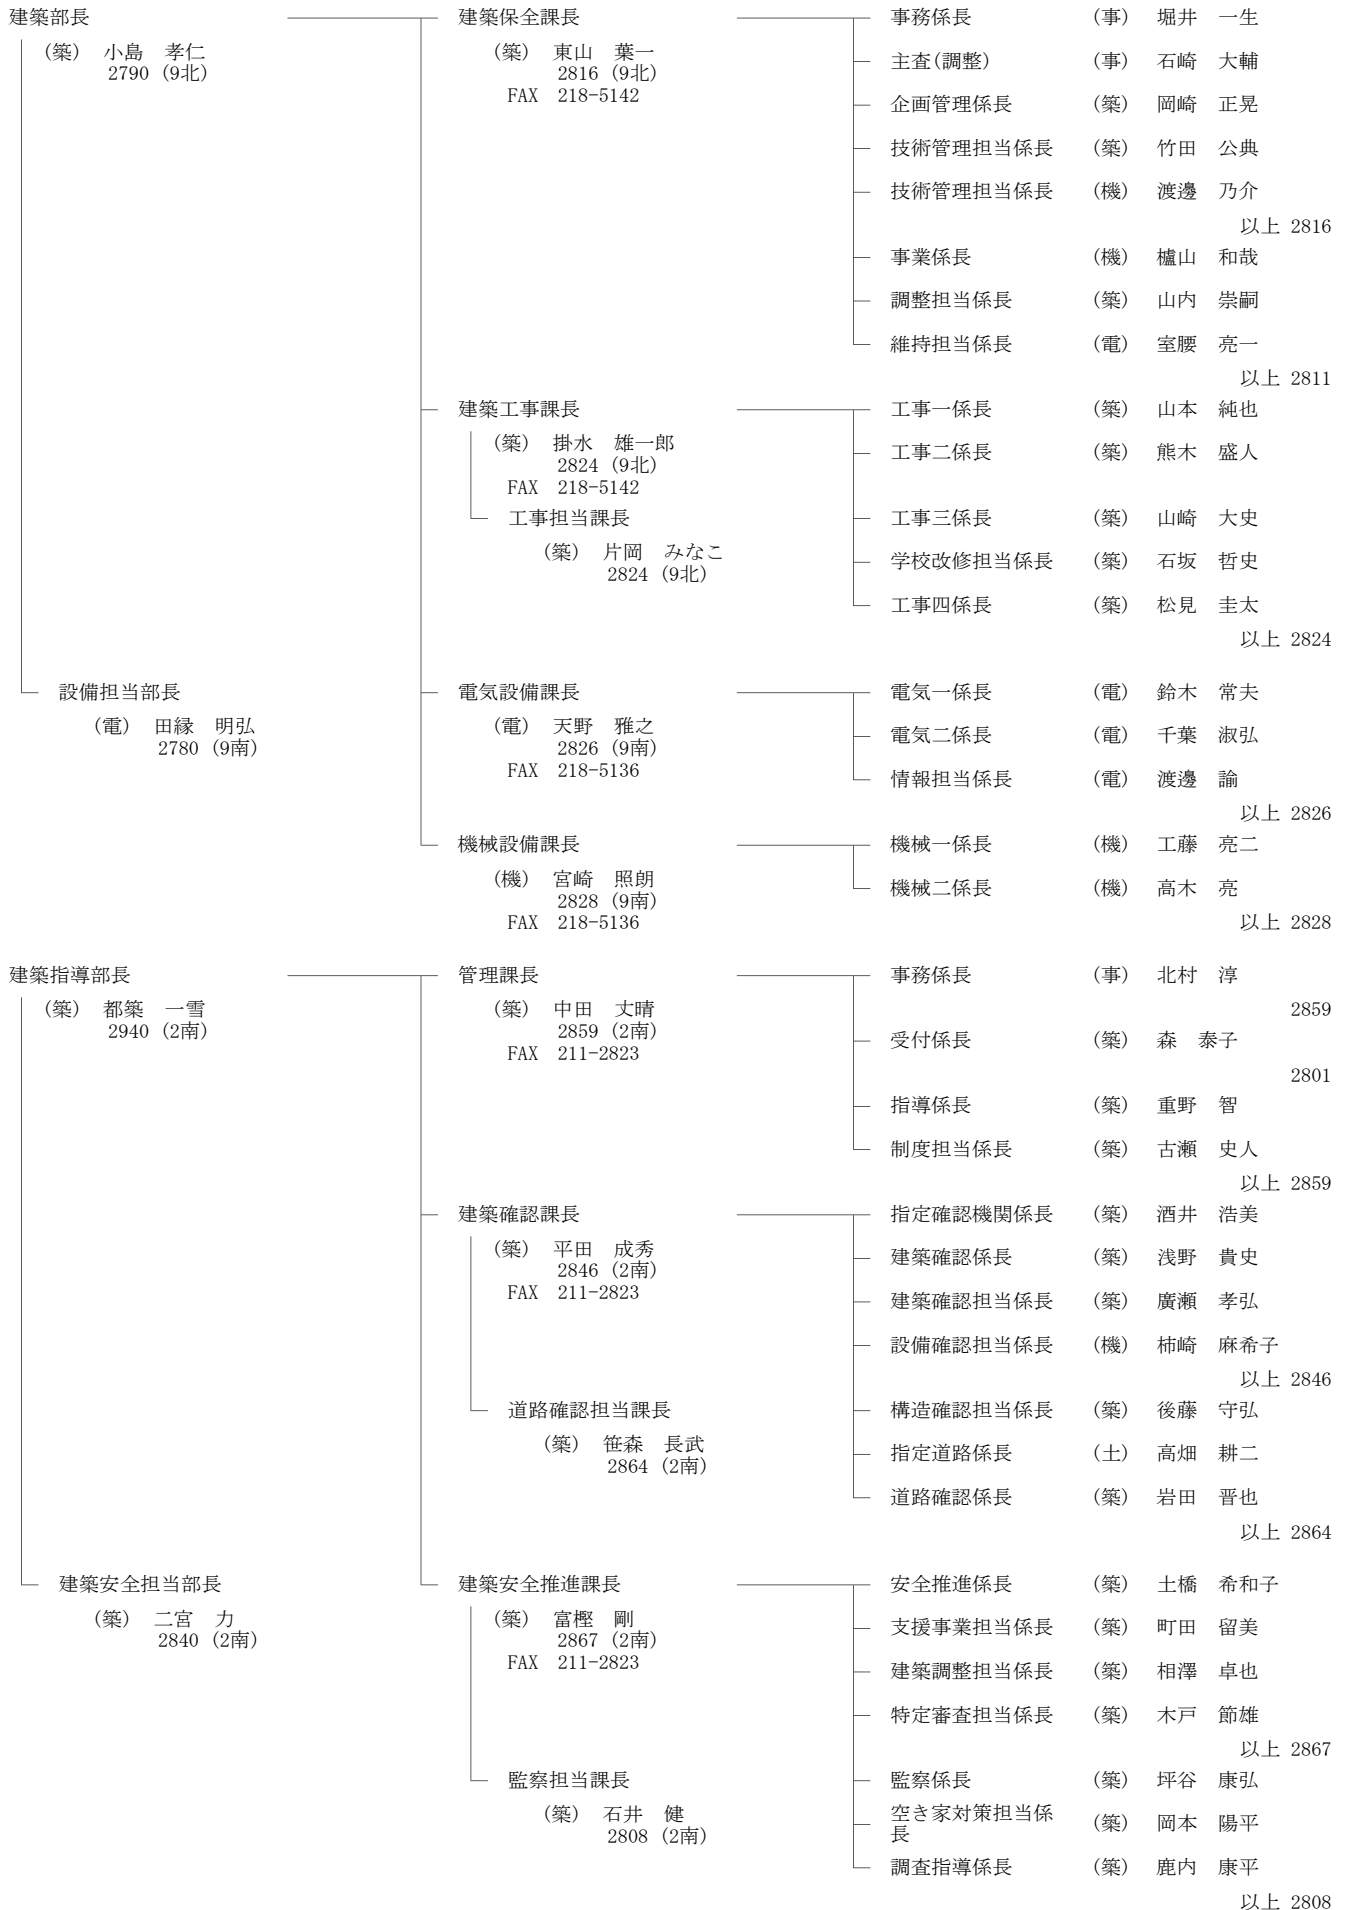 建築部長
(築) 小島 孝仁
2790 (9北)
建築保全課長
(築) 東山 葉一
2816 (9北)
FAX 218-5142
事務係長 (事) 堀井 一生
主査(調整) (事) 石崎 大輔
企画管理係長 (築) 岡崎 正晃
技術管理担当係長 (築) 竹田 公典
技術管理担当係長 (機) 渡邊 乃介
以上 2816
事業係長 (機) 櫨山 和哉
調整担当係長 (築) 山内 崇嗣
維持担当係長 (電) 室腰 亮一
以上 2811
建築工事課長
(築) 掛水 雄一郎
2824 (9北)
FAX 218-5142
工事担当課長
(築) 片岡 みなこ
2824 (9北)
工事一係長 (築) 山本 純也
工事二係長 (築) 熊木 盛人
工事三係長 (築) 山崎 大史
学校改修担当係長 (築) 石坂 哲史
工事四係長 (築) 松見 圭太
以上 2824
設備担当部長
(電) 田縁 明弘
2780 (9南)
電気設備課長
(電) 天野 雅之
2826 (9南)
FAX 218-5136
電気一係長 (電) 鈴木 常夫
電気二係長 (電) 千葉 淑弘
情報担当係長 (電) 渡邊 諭
以上 2826
機械設備課長
(機) 宮崎 照朗
2828 (9南)
FAX 218-5136
機械一係長 (機) 工藤 亮二
機械二係長 (機) 高木 亮
以上 2828
建築指導部長
(築) 都築 一雪
2940 (2南)
管理課長
(築) 中田 丈晴
2859 (2南)
FAX 211-2823
事務係長 (事) 北村 淳
2859
受付係長 (築) 森 泰子
2801
指導係長 (築) 重野 智
制度担当係長 (築) 古瀬 史人
以上 2859
建築確認課長
(築) 平田 成秀
2846 (2南)
FAX 211-2823
指定確認機関係長 (築) 酒井 浩美
建築確認係長 (築) 浅野 貴史
建築確認担当係長 (築) 廣瀬 孝弘
設備確認担当係長 (機) 柿崎 麻希子
以上 2846
道路確認担当課長
(築) 笹森 長武
2864 (2南)
構造確認担当係長 (築) 後藤 守弘
指定道路係長 (土) 高畑 耕二
道路確認係長 (築) 岩田 晋也
以上 2864
建築安全担当部長
(築) 二宮 力
2840 (2南)
建築安全推進課長
(築) 富樫 剛
2867 (2南)
FAX 211-2823
安全推進係長 (築) 土橋 希和子
支援事業担当係長 (築) 町田 留美
建築調整担当係長 (築) 相澤 卓也
特定審査担当係長 (築) 木戸 節雄
以上 2867
監察担当課長
(築) 石井 健
2808 (2南)
監察係長 (築) 坪谷 康弘
空き家対策担当係
長 (築) 岡本 陽平
調査指導係長 (築) 鹿内 康平
以上 2808